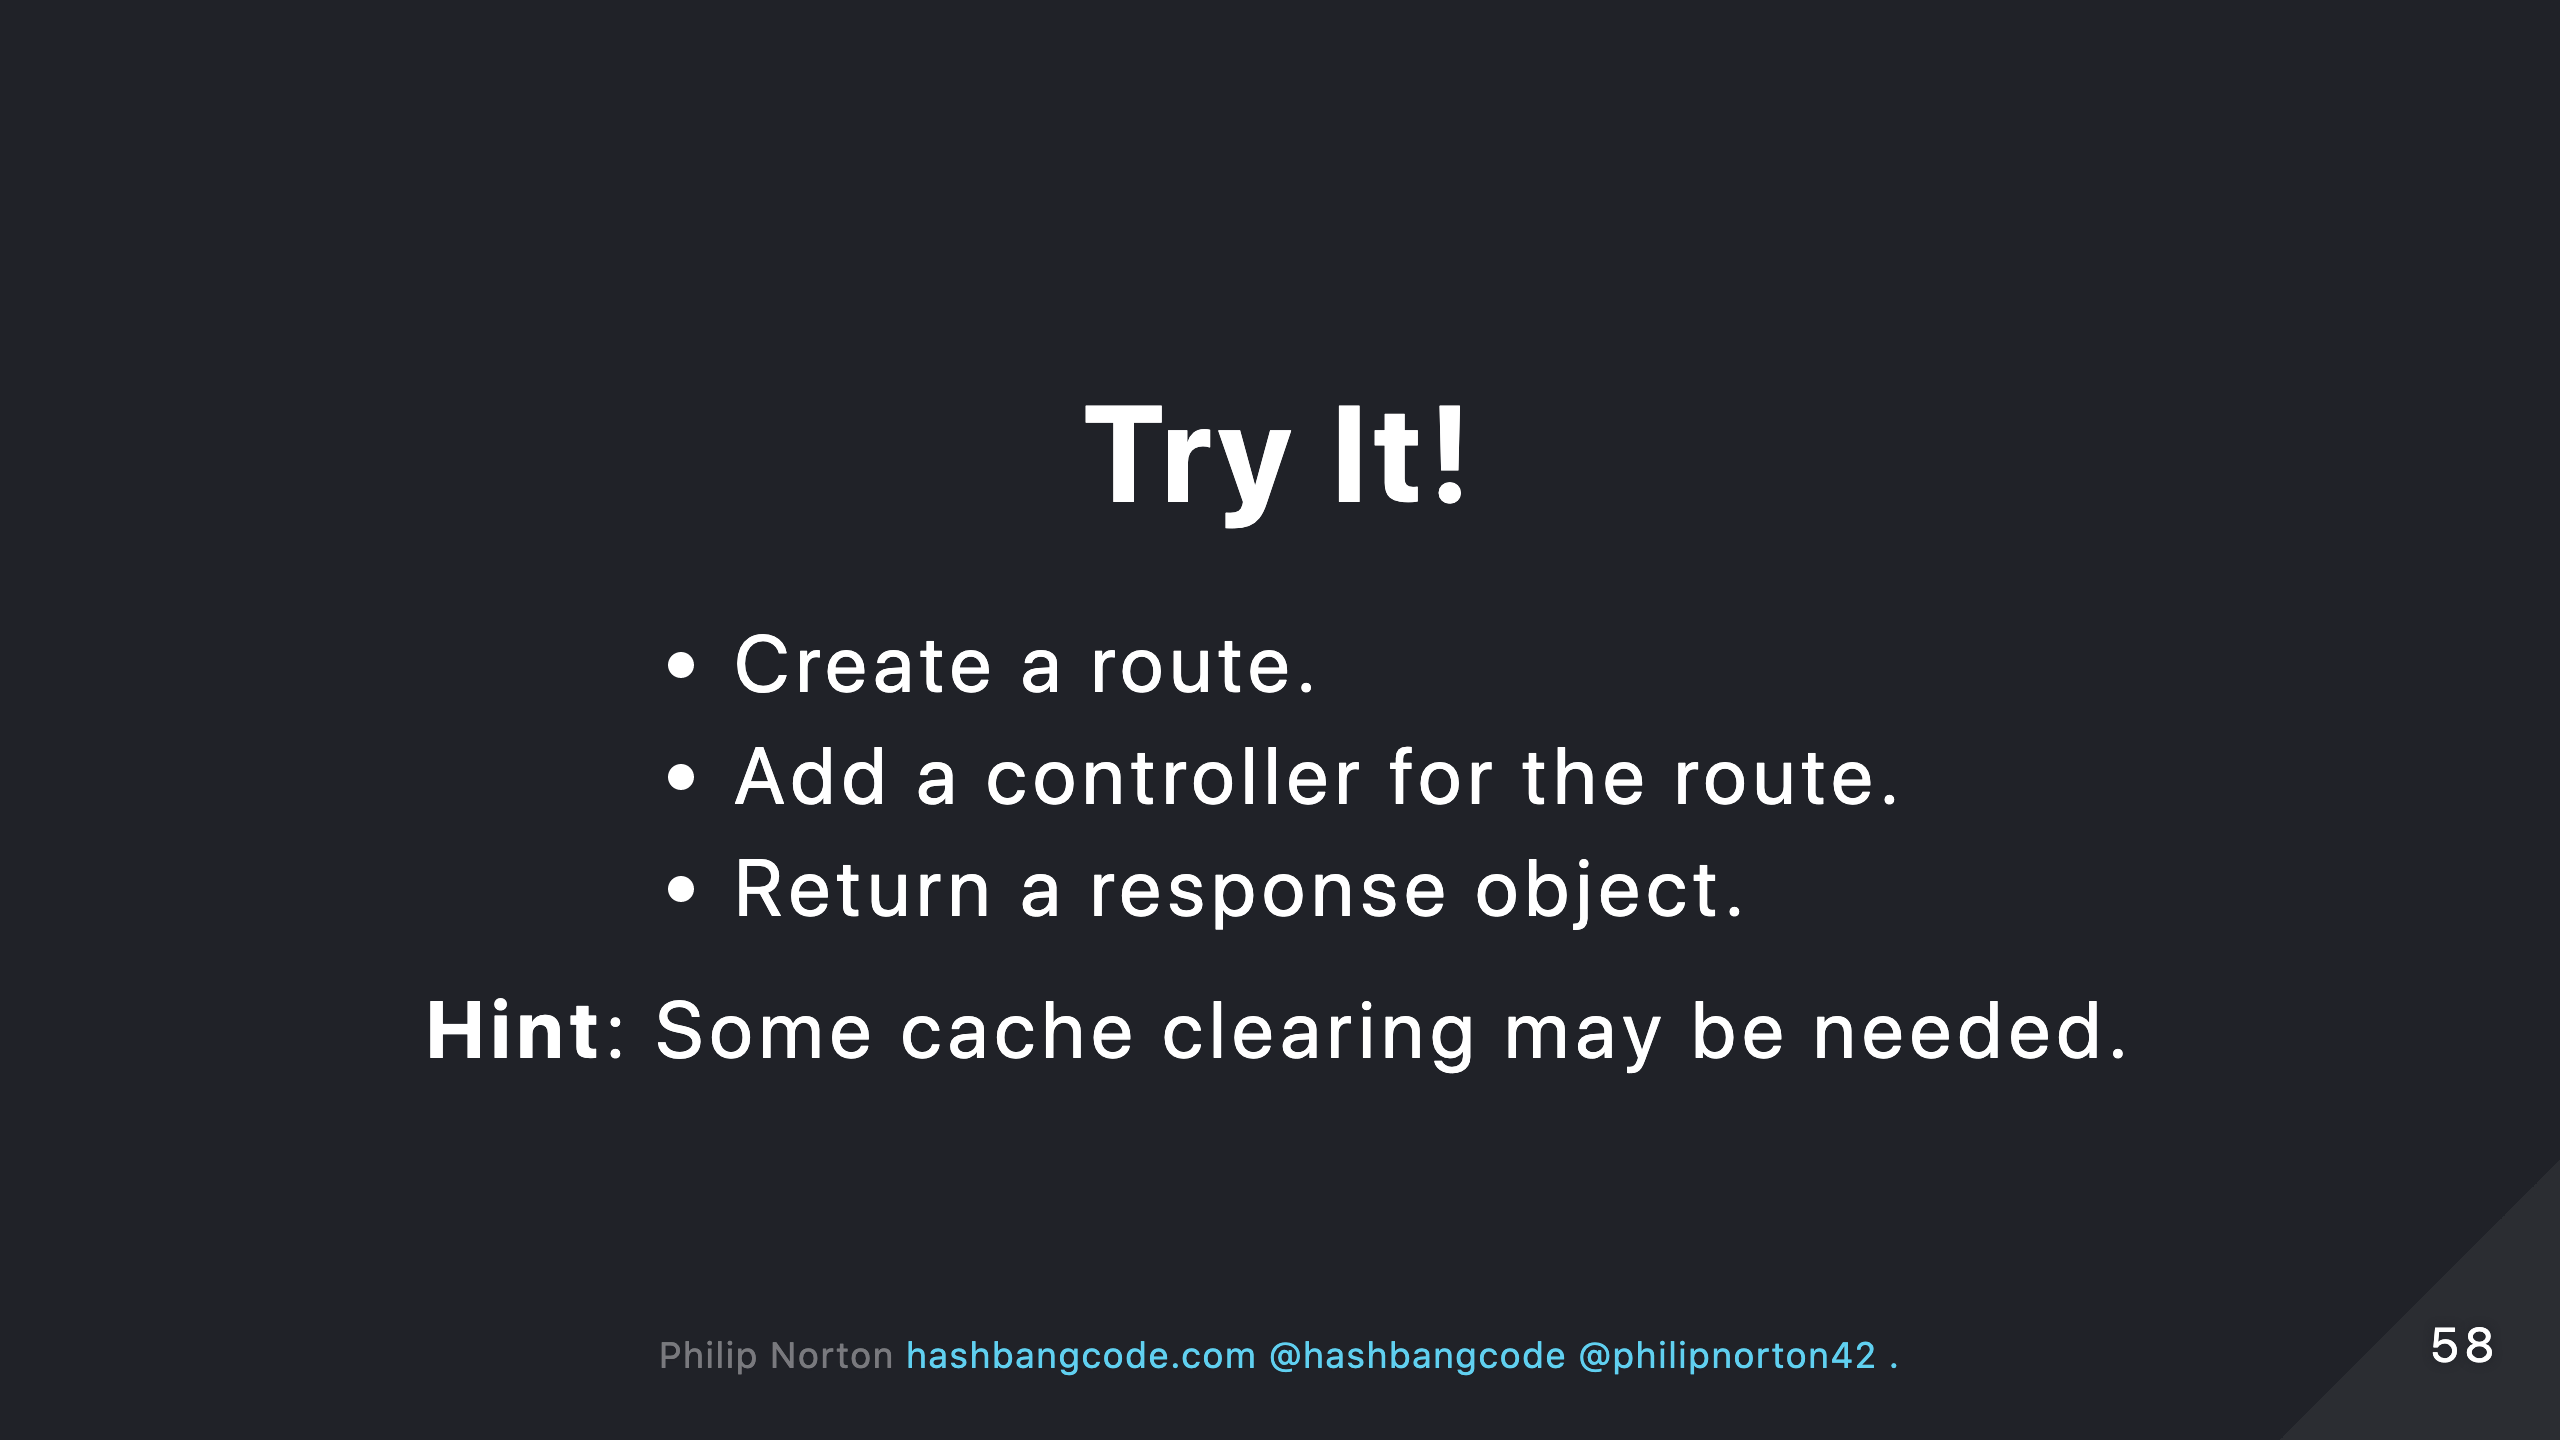 Try It!
• Create a route.
• Add a controller for the route.
• Return a response object.
Hint: Some cache clearing may be needed.
Philip Norton hashbangcode.com @hashbangcode @philipnorton42 .
58